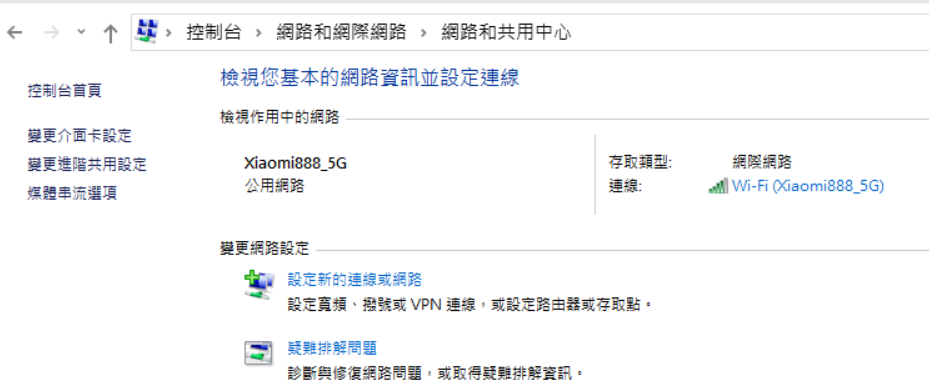 控制台 › 網路和網際網路 › 網路和共用中心
控制台首頁
變更介面卡設定
變更進階共用設定
媒體串流選項
檢視您基本的網路資訊並設定連線
檢視作用中的網路
Xiaomi888_5G
公用網路
存取類型: 網際網路
連線: Wi-Fi (Xiaomi888_5G)
變更網路設定
設定新的連線或網路
設定寬頻、撥號或 VPN 連線，或設定路由器或存取點。
疑難排解問題
診斷與修復網路問題，或取得疑難排解資訊。